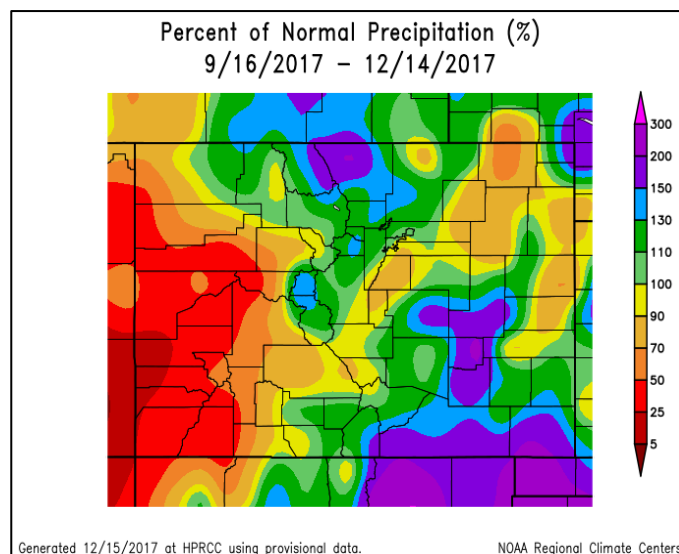 Percent of Normal Precipitation (%)
9/16/2017 – 12/14/2017
300
200
150
130
110
100
90
70
50
25
5
Generated 12/15/2017 at HPRCC using provisional data.
NOAA Regional Climate Centers